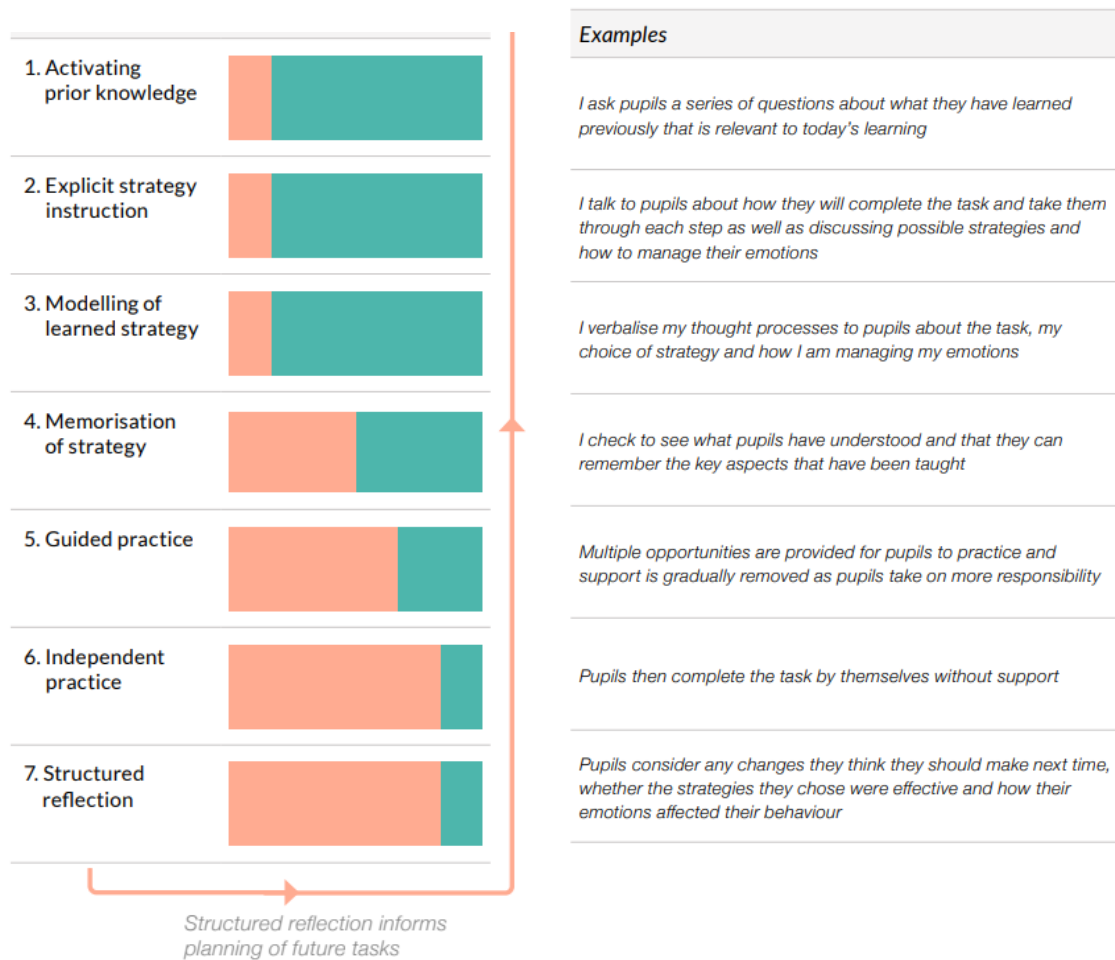 Examples
1. Activating
prior knowledge
I ask pupils a series of questions about what they have learned
previously that is relevant to today's learning
2. Explicit strategy
instruction
I talk to pupils about how they will complete the task and take them
through each step as well as discussing possible strategies and
how to manage their emotions
3. Modelling of
learned strategy
I verbalise my thought processes to pupils about the task, my
choice of strategy and how I am managing my emotions
4. Memorisation
of strategy
I check to see what pupils have understood and that they can
remember the key aspects that have been taught
5. Guided practice
Multiple opportunities are provided for pupils to practice and
support is gradually removed as pupils take on more responsibility
6. Independent
practice
Pupils then complete the task by themselves without support
7. Structured
reflection
Pupils consider any changes they think they should make next time,
whether the strategies they chose were effective and how their
emotions affected their behaviour
Structured reflection informs
planning of future tasks